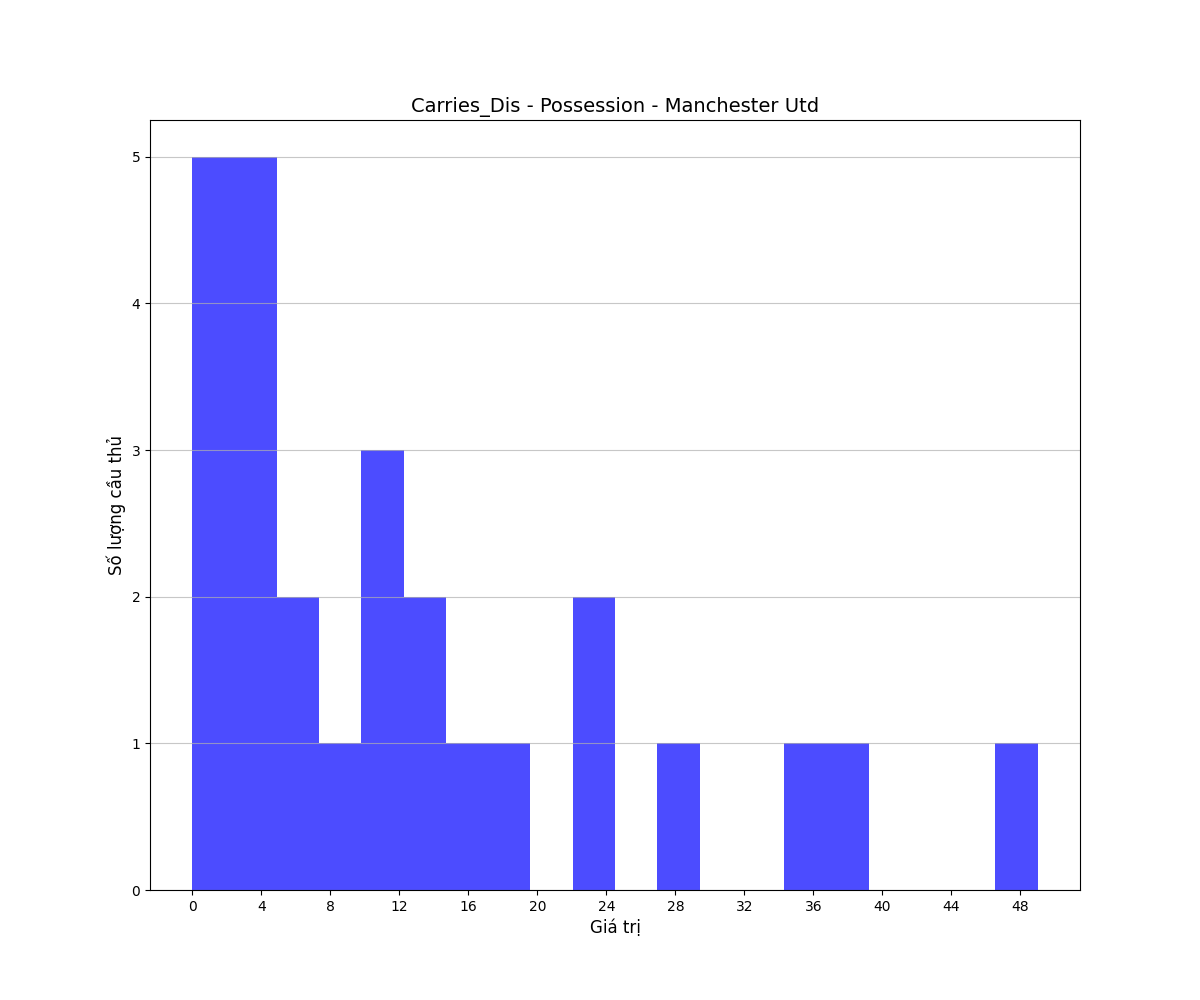 Carries_Dis - Possession - Manchester Utd
5
4
3
2
1
0
Số lượng cầu thủ
0 4 8 12 16 20 24 28 32 36 40 44 48
Giá trị